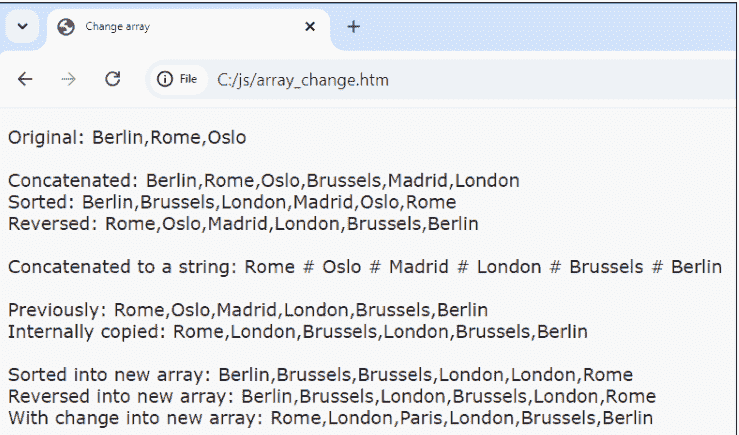 Change array
File C:/js/array_change.htm
Original: Berlin,Rome,Oslo
Concatenated: Berlin,Rome,Oslo,Brussels,Madrid,London
Sorted: Berlin,Brussels,London,Madrid,Oslo,Rome
Reversed: Rome,Oslo,Madrid,London,Brussels,Berlin
Concatenated to a string: Rome # Oslo # Madrid # London # Brussels # Berlin
Previously: Rome,Oslo,Madrid,London,Brussels,Berlin
Internally copied: Rome,London,Brussels,London,Brussels,Berlin
Sorted into new array: Berlin,Brussels,Brussels,London,London,Rome
Reversed into new array: Berlin,Brussels,London,Brussels,London,Rome
With change into new array: Rome,London,Paris,London,Brussels,Berlin